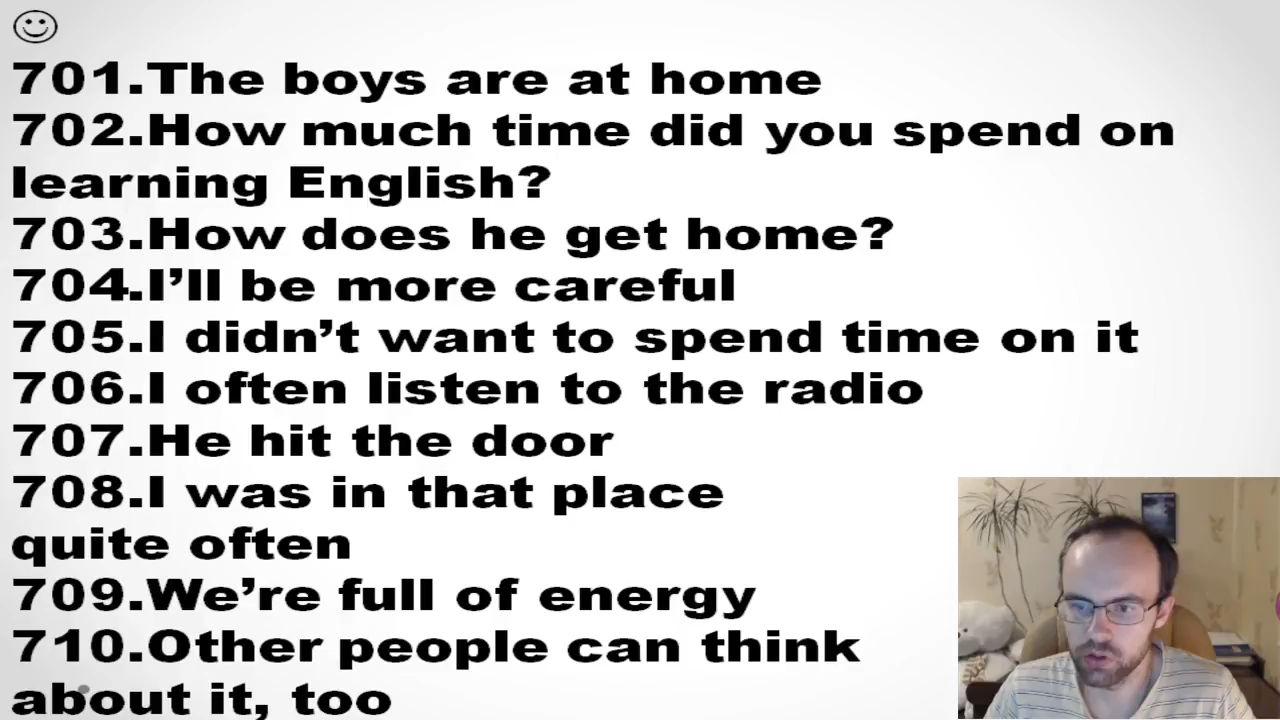 701.The boys are at home
702.How much time did you spend on
learning English?
703.How does he get home?
704.I’ll be more careful
705.I didn’t want to spend time on it
706.I often listen to the radio
707.He hit the door
708.I was in that place
quite often
709.We’re full of energy
710.Other people can think
about it, too